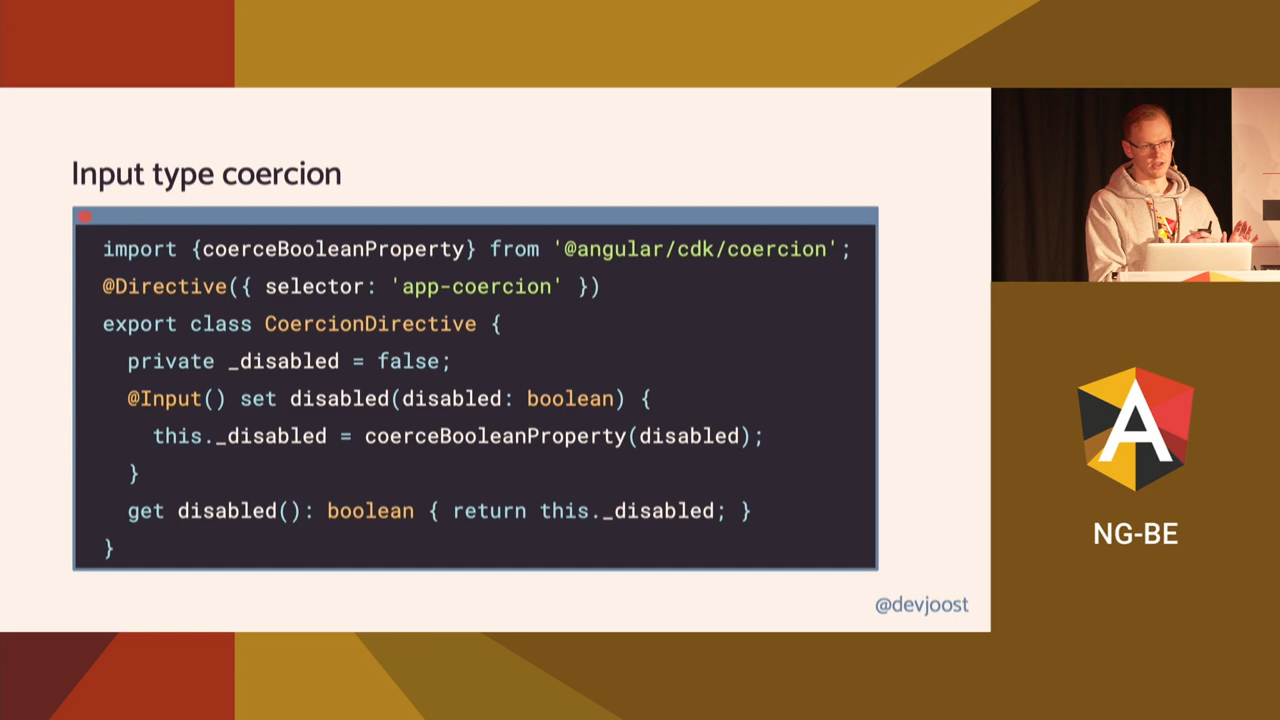 Input type coercion
import {coerceBooleanProperty} from '@angular/cdk/coercion';
@Directive({ selector: 'app-coercion' })
export class CoercionDirective {
  private _disabled = false;
  @Input() set disabled(disabled: boolean) {
    this._disabled = coerceBooleanProperty(disabled);
  }
  get disabled(): boolean { return this._disabled; }
}
@devjoost
A
NG-BE